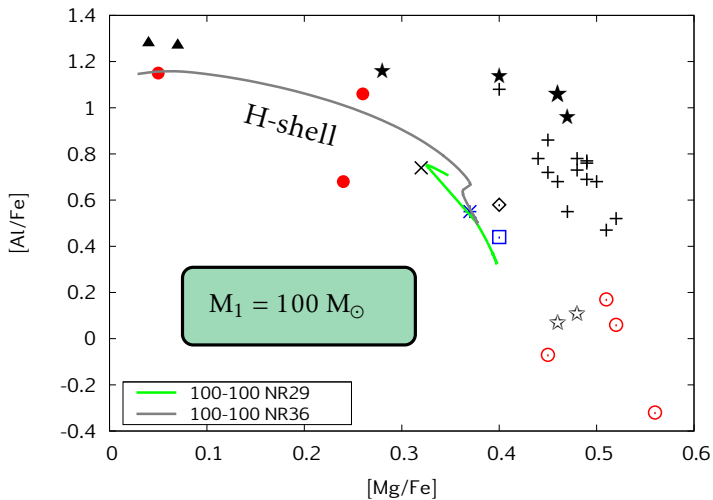 1.4
1.2
1
0.8
0.6
0.4
0.2
0
-0.2
-0.4
[Al/Fe]
H-shell
M₁ = 100 M☉
100-100 NR29
100-100 NR36
0 0.1 0.2 0.3 0.4 0.5 0.6
[Mg/Fe]